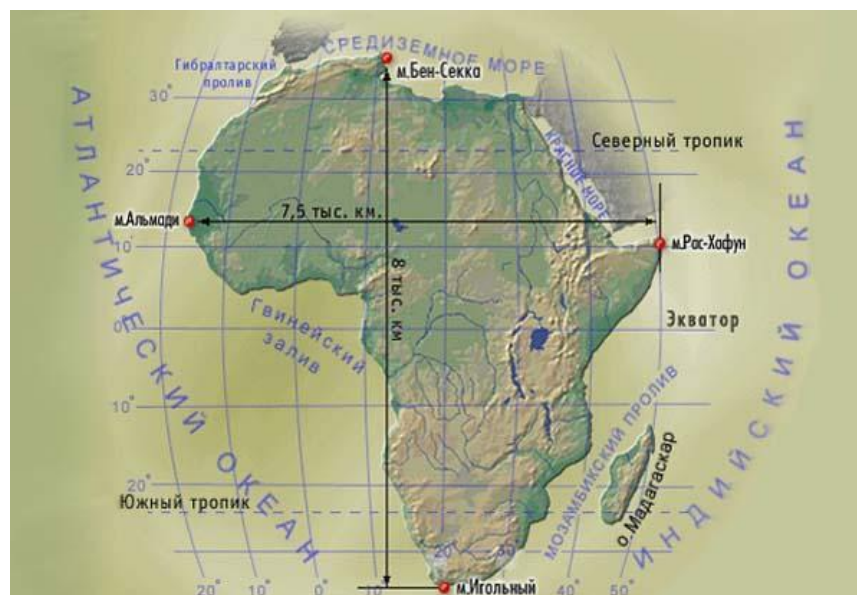 СРЕДИЗЕМНОЕ МОРЕ
Гибралтарский
пролив
м.Бен-Секка
30°
Северный тропик
КРАСНОЕ МОРЕ
АТЛАНТИЧЕСКИЙ ОКЕАН
20°
м.Альмади
7,5 тыс. км.
м.Рас-Хафун
10°
8 тыс. км
Гвинейский
залив
Экватор
0°
ИНДИЙСКИЙ ОКЕАН
МОЗАМБИКСКИЙ ПРОЛИВ
10°
о.Мадагаскар
20°
Южный тропик
20°
30°
20°
10°
0°
10°
м.Игольный
40°
50°